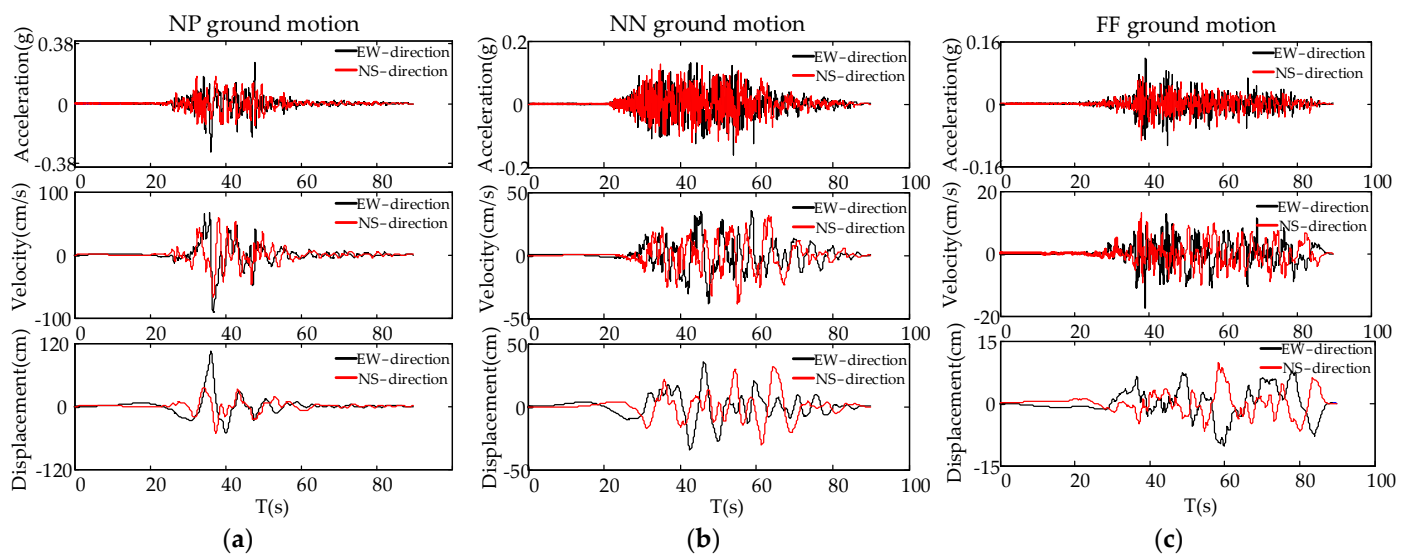 NP ground motion
0.38
EW-direction
NS-direction
Acceleration(g)
0
-0.38
0 20 40 60 80
100
EW-direction
NS-direction
Velocity(cm/s)
0
-100
0 20 40 60 80
120
EW-direction
NS-direction
Displacement(cm)
0
-120
0 20 40 60 80
T(s)
(a)
NN ground motion
0.2
EW-direction
NS-direction
Acceleration(g)
0
-0.2
0 20 40 60 80 100
50
EW-direction
NS-direction
Velocity(cm/s)
0
-50
0 20 40 60 80 100
50
EW-direction
NS-direction
Displacement(cm)
0
-50
0 20 40 60 80 100
T(s)
(b)
FF ground motion
0.16
EW-direction
NS-direction
Acceleration(g)
0
-0.16
0 20 40 60 80 100
20
EW-direction
NS-direction
Velocity(cm/s)
0
-20
0 20 40 60 80 100
15
EW-direction
NS-direction
Displacement(cm)
0
-15
0 20 40 60 80 100
T(s)
(c)